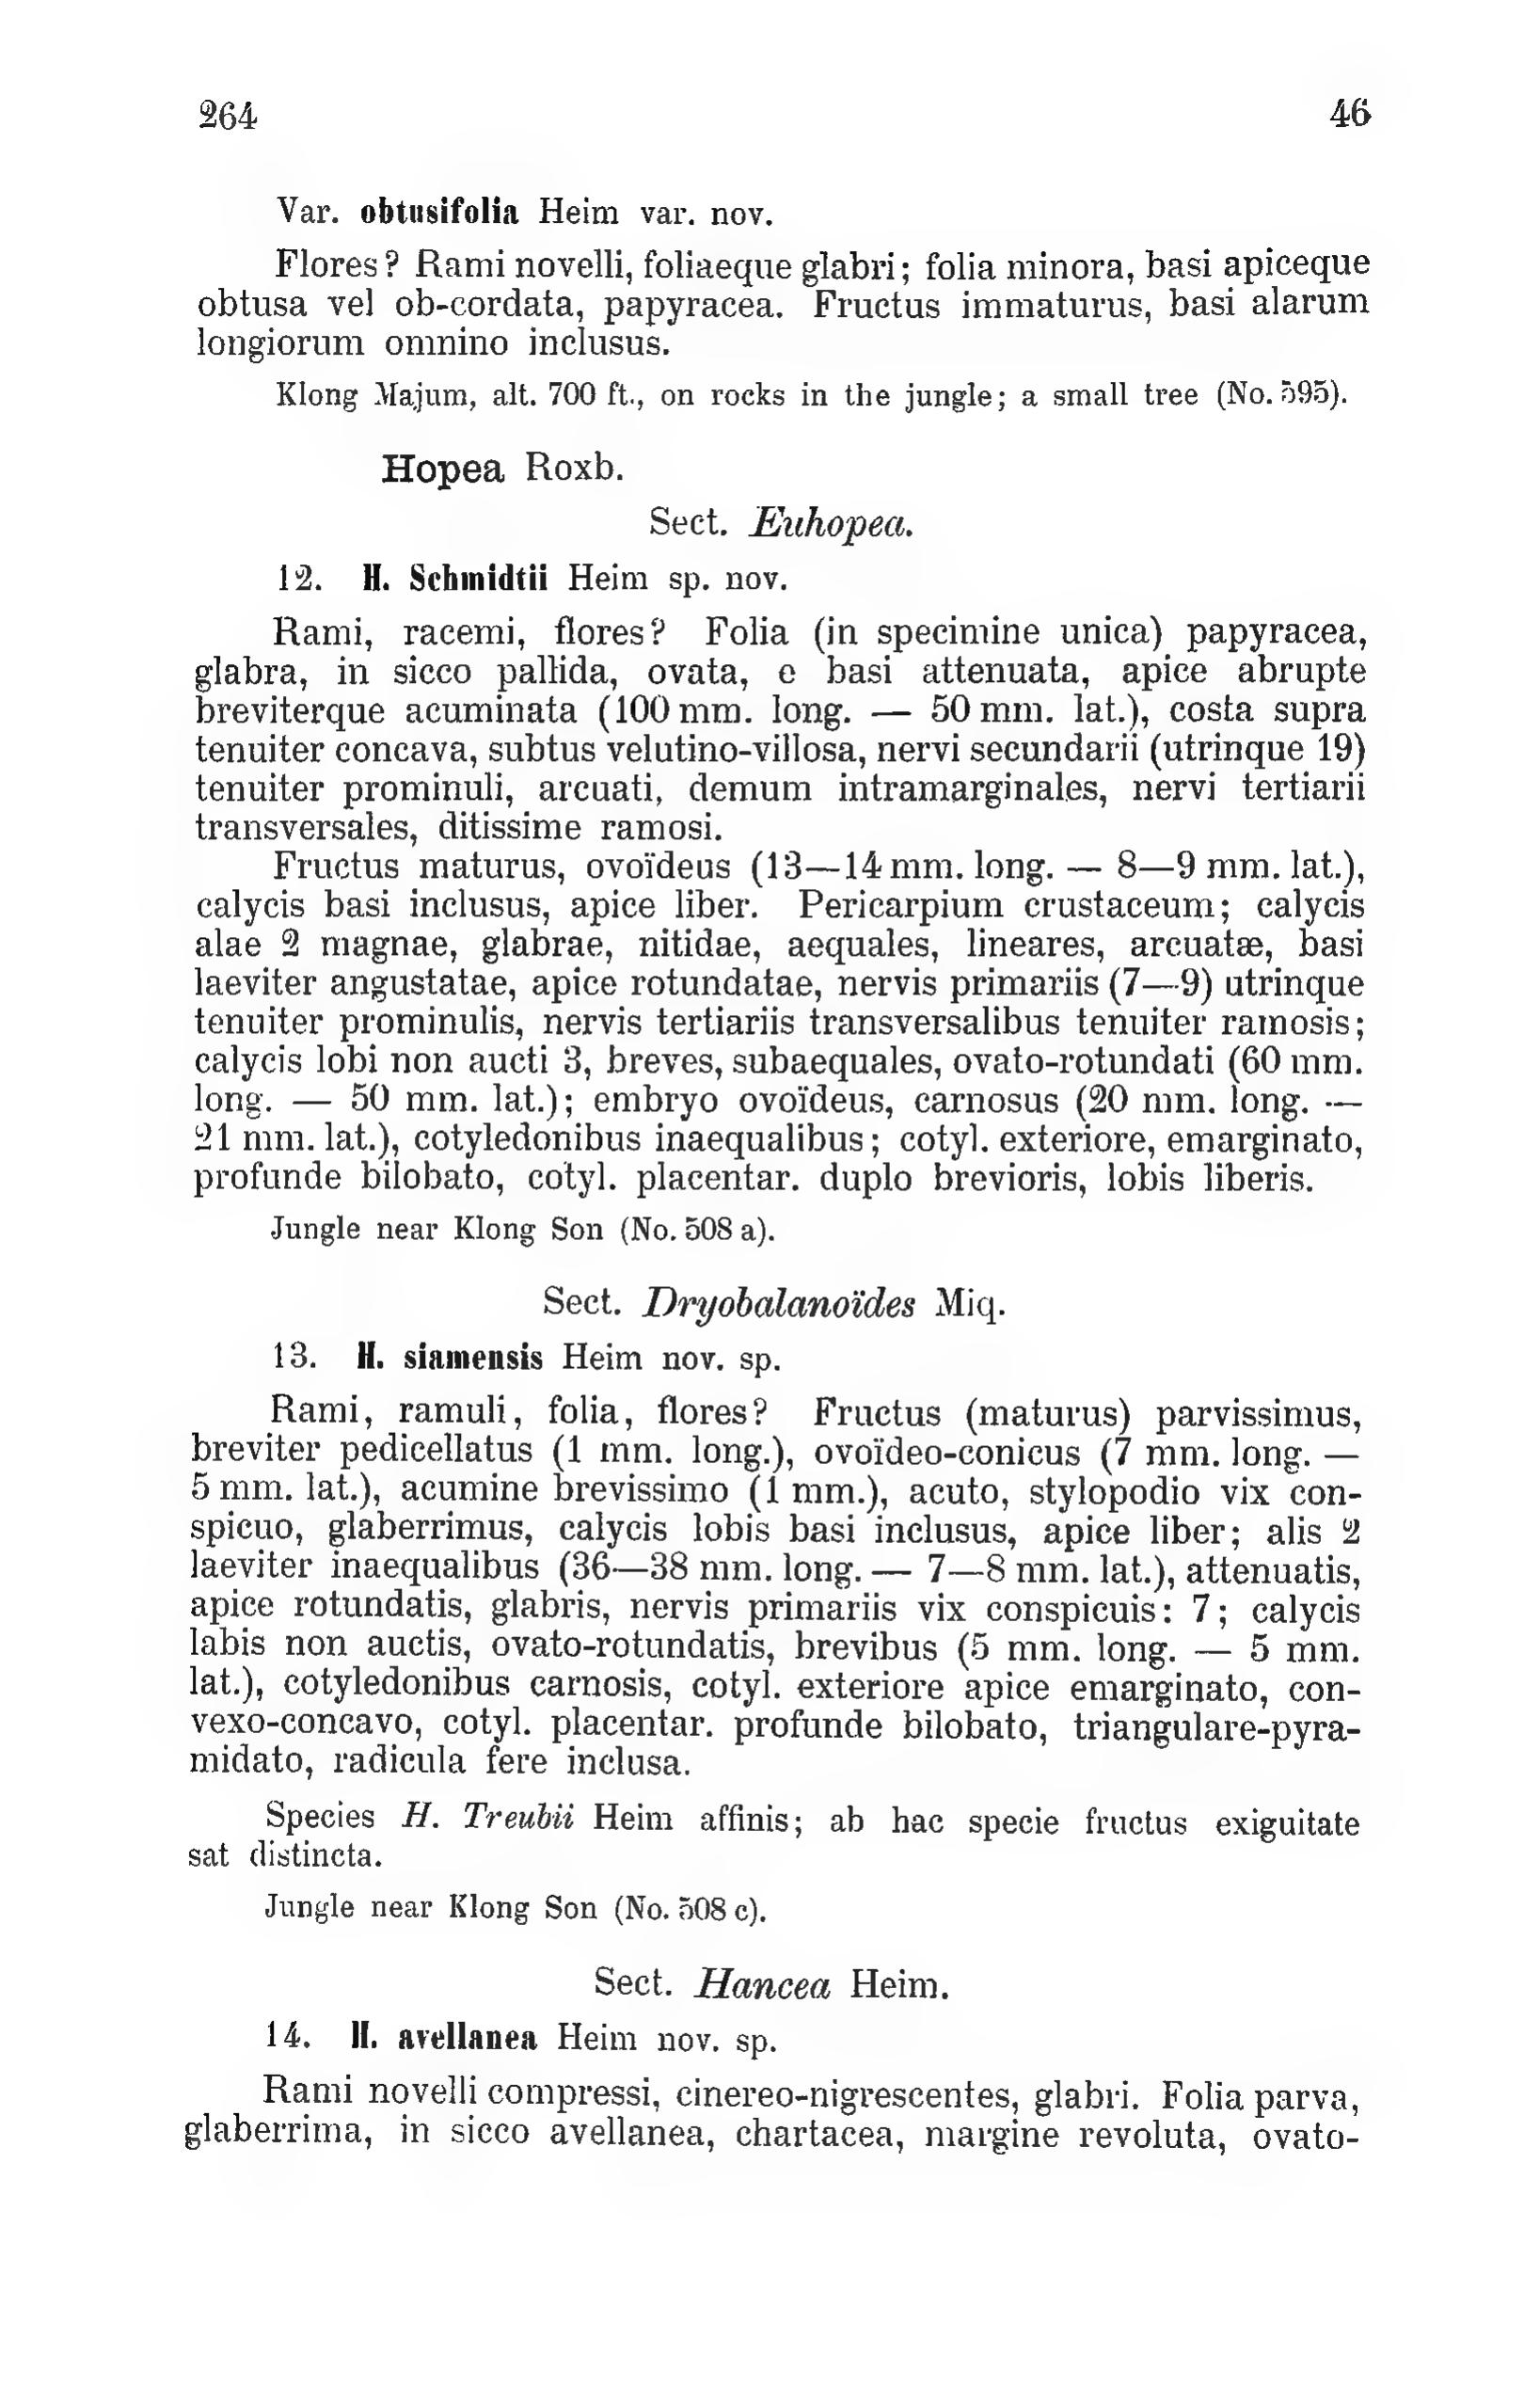 264 46
Var. obtusifolia Heim var. nov.
Flores? Rami novelli, foliaeque glabri; folia minora, basi apiceque
obtusa vel ob-cordata, papyracea. Fructus immaturus, basi alarum
longiorum omnino inclusus.
Klong Majum, alt. 700 ft., on rocks in the jungle; a small tree (No. 595).
Hopea Roxb.
Sect. Euhopea.
12. H. Schmidtii Heim sp. nov.
Rami, racemi, flores? Folia (in specimine unica) papyracea,
glabra, in sicco pallida, ovata, e basi attenuata, apice abrupte
breviterque acuminata (100 mm. long. — 50 mm. lat.), costa supra
tenuiter concava, subtus velutino-villosa, nervi secundarii (utrinque 19)
tenuiter prominuli, arcuati, demum intramarginales, nervi tertiarii
transversales, ditissime ramosi.
Fructus maturus, ovoïdeus (13—14 mm. long. — 8—9 mm. lat.),
calycis basi inclusus, apice liber. Pericarpium crustaceum; calycis
alae 2 magnae, glabrae, nitidae, aequales, lineares, arcuatæ, basi
laeviter angustatae, apice rotundatae, nervis primariis (7—9) utrinque
tenuiter prominulis, nervis tertiariis transversalibus tenuiter ramosis;
calycis lobi non aucti 3, breves, subaequales, ovato-rotundati (60 mm.
long. — 50 mm. lat.); embryo ovoïdeus, carnosus (20 mm. long. —
21 mm. lat.), cotyledonibus inaequalibus; cotyl. exteriore, emarginato,
profunde bilobato, cotyl. placentar. duplo brevioris, lobis liberis.
Jungle near Klong Son (No. 508 a).
Sect. Dryobalanoïdes Miq.
13. H. siamensis Heim nov. sp.
Rami, ramuli, folia, flores? Fructus (maturus) parvissimus,
breviter pedicellatus (1 mm. long.), ovoïdeo-conicus (7 mm. long. —
5 mm. lat.), acumine brevissimo (1 mm.), acuto, stylopodio vix con-
spicuo, glaberrimus, calycis lobis basi inclusus, apice liber; alis 2
laeviter inaequalibus (36—38 mm. long. — 7—8 mm. lat.), attenuatis,
apice rotundatis, glabris, nervis primariis vix conspicuis: 7; calycis
labis non auctis, ovato-rotundatis, brevibus (5 mm. long. — 5 mm.
lat.), cotyledonibus carnosis, cotyl. exteriore apice emarginato, con-
vexo-concavo, cotyl. placentar. profunde bilobato, triangulare-pyra-
midato, radicula fere inclusa.
Species H. Treubii Heim affinis; ab hac specie fructus exiguitate
sat distincta.
Jungle near Klong Son (No. 508 c).
Sect. Hancea Heim.
14. H. avellanea Heim nov. sp.
Rami novelli compressi, cinereo-nigrescentes, glabri. Folia parva,
glaberrima, in sicco avellanea, chartacea, margine revoluta, ovato-